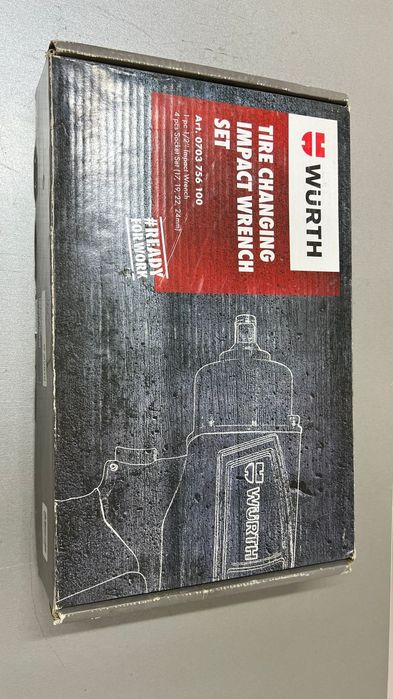 WÜRTH
TIRE CHANGING
IMPACT WRENCH
SET
Art. 0703 756 100
1 pc 1/2" Impact Wrench
4 pcs Socket Set (17, 19, 22, 24mm)
#READY
FOR WORK
WÜRTH